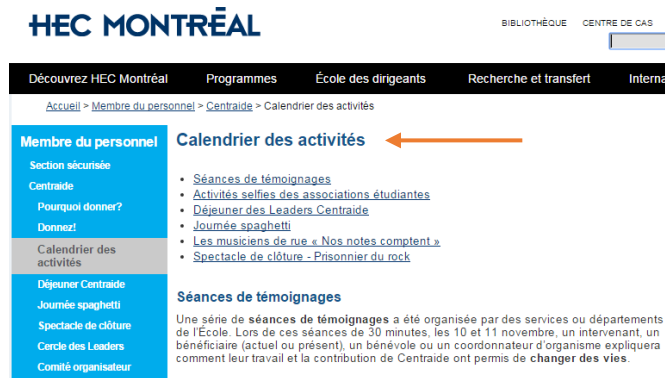 HEC MONTRĒAL
BIBLIOTHÈQUE CENTRE DE CAS
Découvrez HEC Montréal Programmes École des dirigeants Recherche et transfert Interna
Accueil > Membre du personnel > Centraide > Calendrier des activités
Membre du personnel
Section sécurisée
Centraide
Pourquoi donner?
Donnez!
Calendrier des
activités
Déjeuner Centraide
Journée spaghetti
Spectacle de clôture
Cercle des Leaders
Comité organisateur
Calendrier des activités
• Séances de témoignages
• Activités selfies des associations étudiantes
• Déjeuner des Leaders Centraide
• Journée spaghetti
• Les musiciens de rue « Nos notes comptent »
• Spectacle de clôture - Prisonnier du rock
Séances de témoignages
Une série de séances de témoignages a été organisée par des services ou départements
de l'École. Lors de ces séances de 30 minutes, les 10 et 11 novembre, un intervenant, un
bénéficiaire (actuel ou présent), un bénévole ou un coordonnateur d'organisme expliquera
comment leur travail et la contribution de Centraide ont permis de changer des vies.